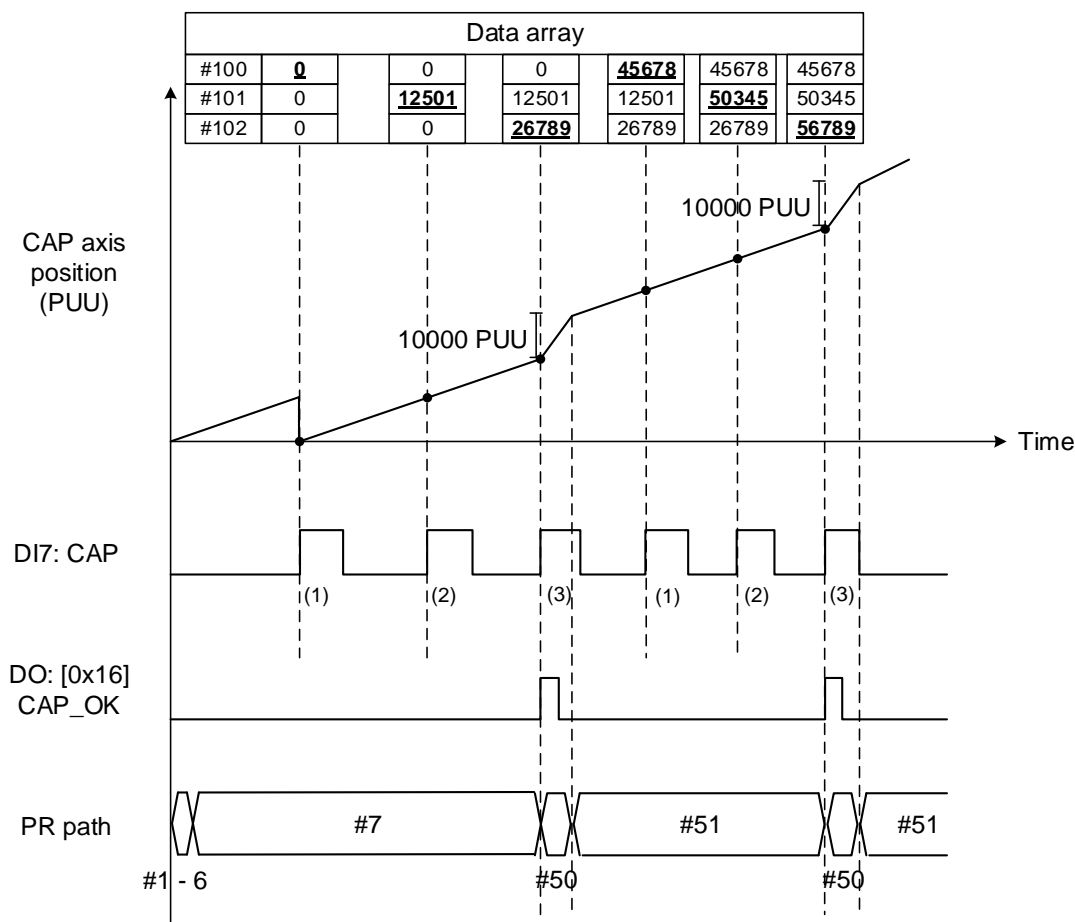 Data array
#100 0 0 0 45678 45678 45678
#101 0 12501 12501 12501 50345 50345
#102 0 0 26789 26789 26789 56789
10000 PUU
CAP axis
position
(PUU)
10000 PUU
Time
DI7: CAP
(1) (2) (3) (1) (2) (3)
DO: [0x16]
CAP_OK
PR path
#7 #51 #51
#1 - 6 #50 #50